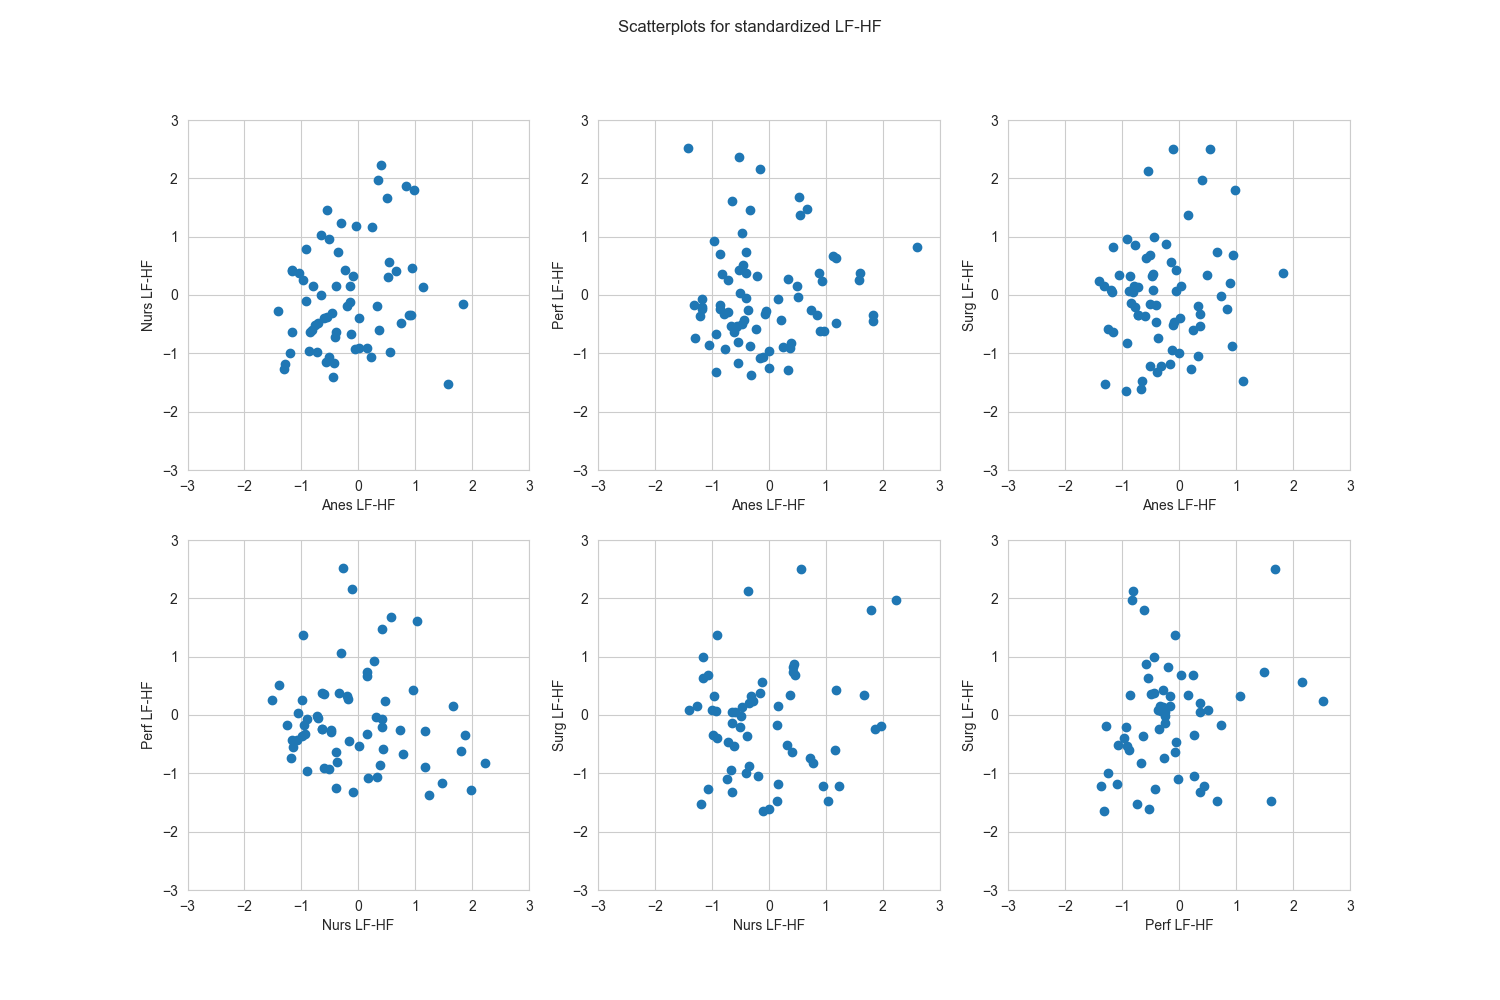 Scatterplots for standardized LF-HF
3
2
1
0
−1
−2
−3
Nurs LF-HF
−3 −2 −1 0 1 2 3
Anes LF-HF
3
2
1
0
−1
−2
−3
Perf LF-HF
−3 −2 −1 0 1 2 3
Anes LF-HF
3
2
1
0
−1
−2
−3
Surg LF-HF
−3 −2 −1 0 1 2 3
Anes LF-HF
3
2
1
0
−1
−2
−3
Perf LF-HF
−3 −2 −1 0 1 2 3
Nurs LF-HF
3
2
1
0
−1
−2
−3
Surg LF-HF
−3 −2 −1 0 1 2 3
Nurs LF-HF
3
2
1
0
−1
−2
−3
Surg LF-HF
−3 −2 −1 0 1 2 3
Perf LF-HF